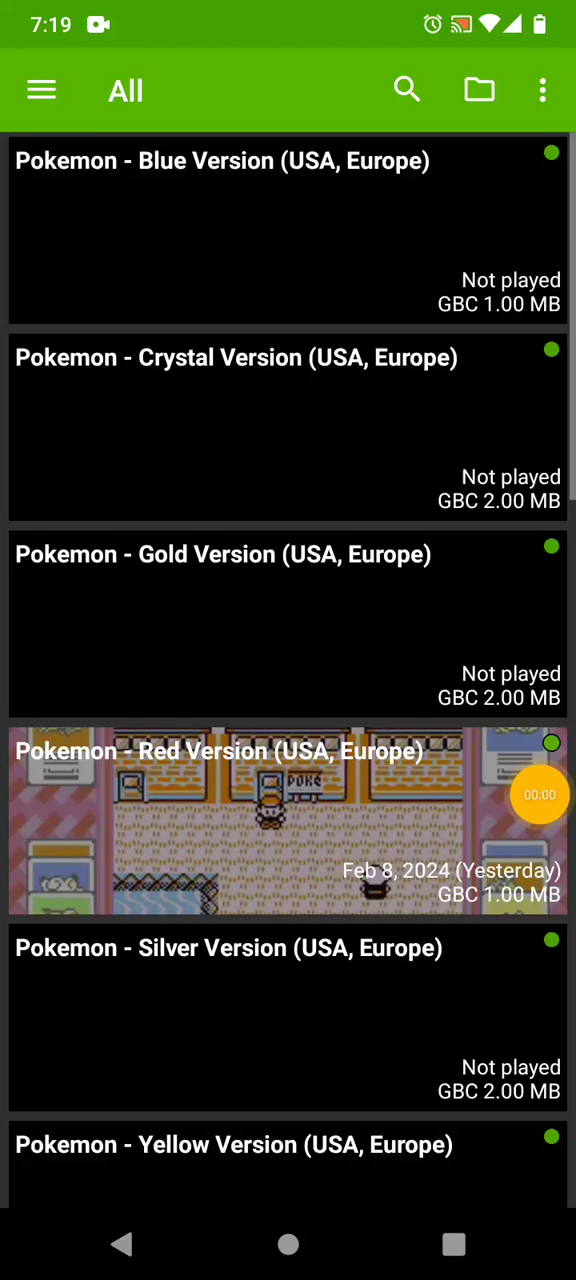 7:19
All
Pokemon - Blue Version (USA, Europe)
Not played
GBC 1.00 MB
Pokemon - Crystal Version (USA, Europe)
Not played
GBC 2.00 MB
Pokemon - Gold Version (USA, Europe)
Not played
GBC 2.00 MB
Pokemon - Red Version (USA, Europe)
POKé
00:00
Feb 8, 2024 (Yesterday)
GBC 1.00 MB
Pokemon - Silver Version (USA, Europe)
Not played
GBC 2.00 MB
Pokemon - Yellow Version (USA, Europe)